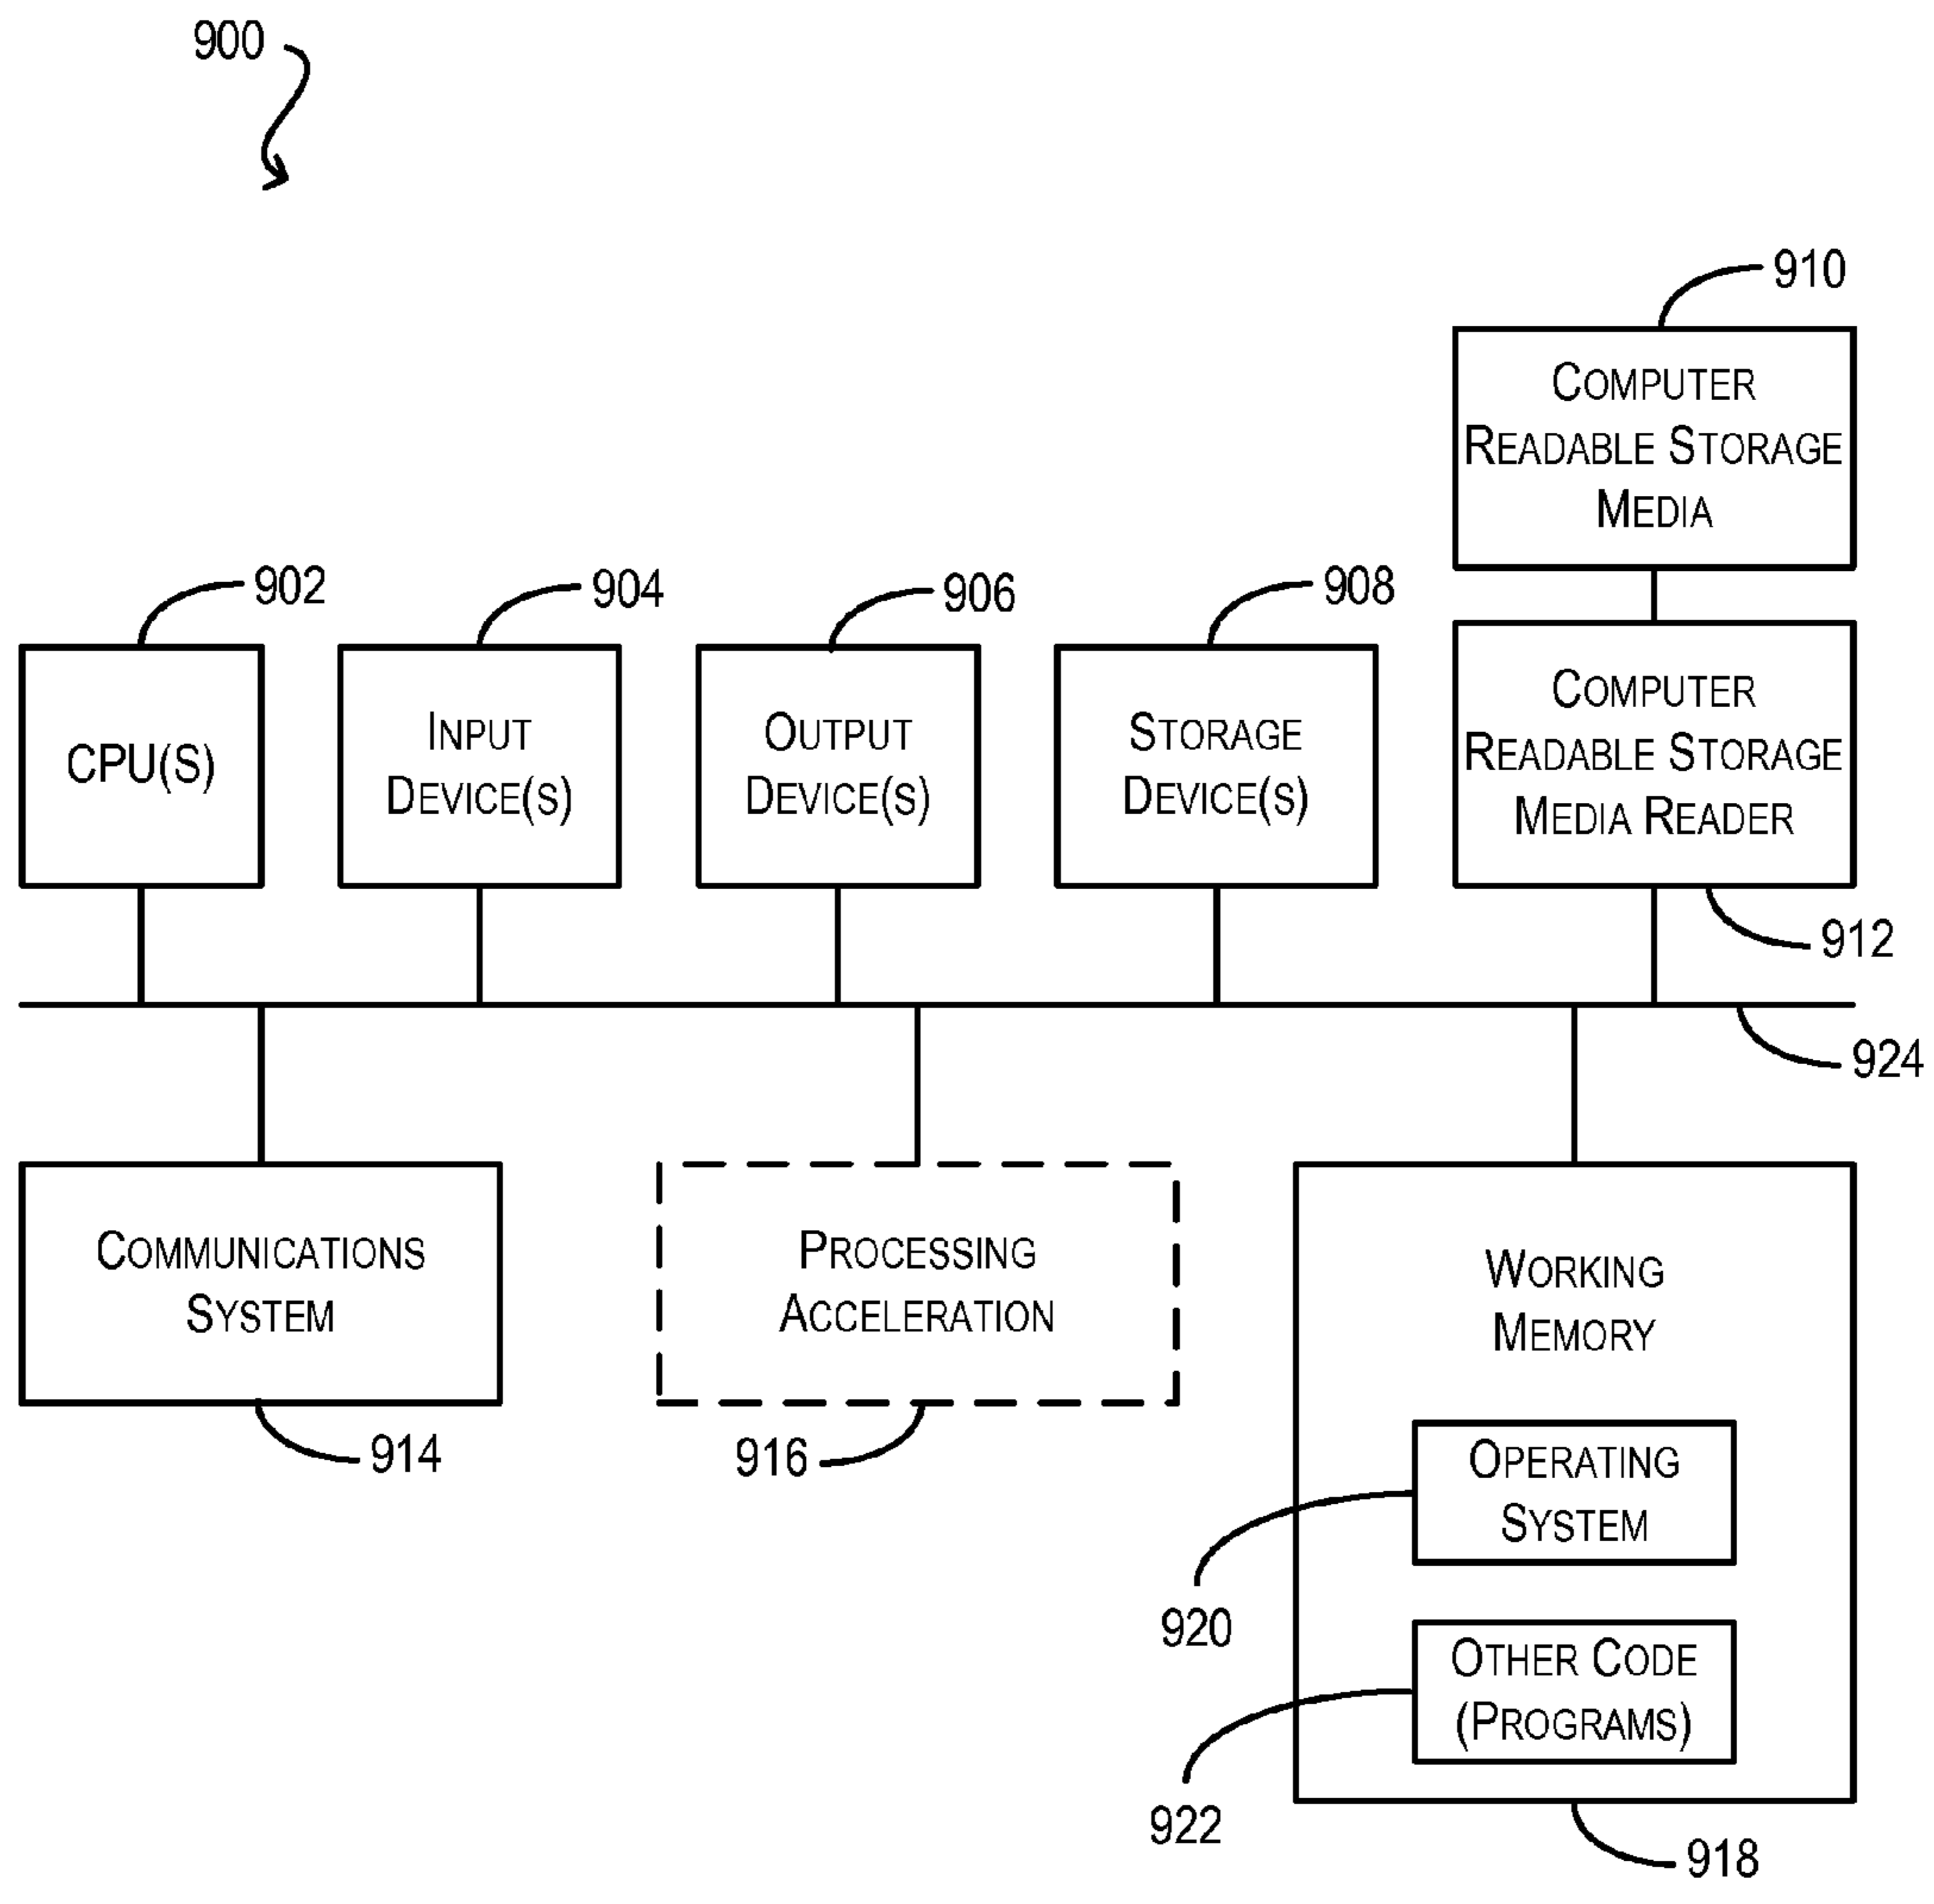 900
910
COMPUTER
READABLE STORAGE
MEDIA
902
904
906
908
CPU(S)
INPUT
DEVICE(S)
OUTPUT
DEVICE(S)
STORAGE
DEVICE(S)
COMPUTER
READABLE STORAGE
MEDIA READER
912
924
COMMUNICATIONS
SYSTEM
914
PROCESSING
ACCELERATION
916
WORKING
MEMORY
OPERATING
SYSTEM
920
OTHER CODE
(PROGRAMS)
922
918